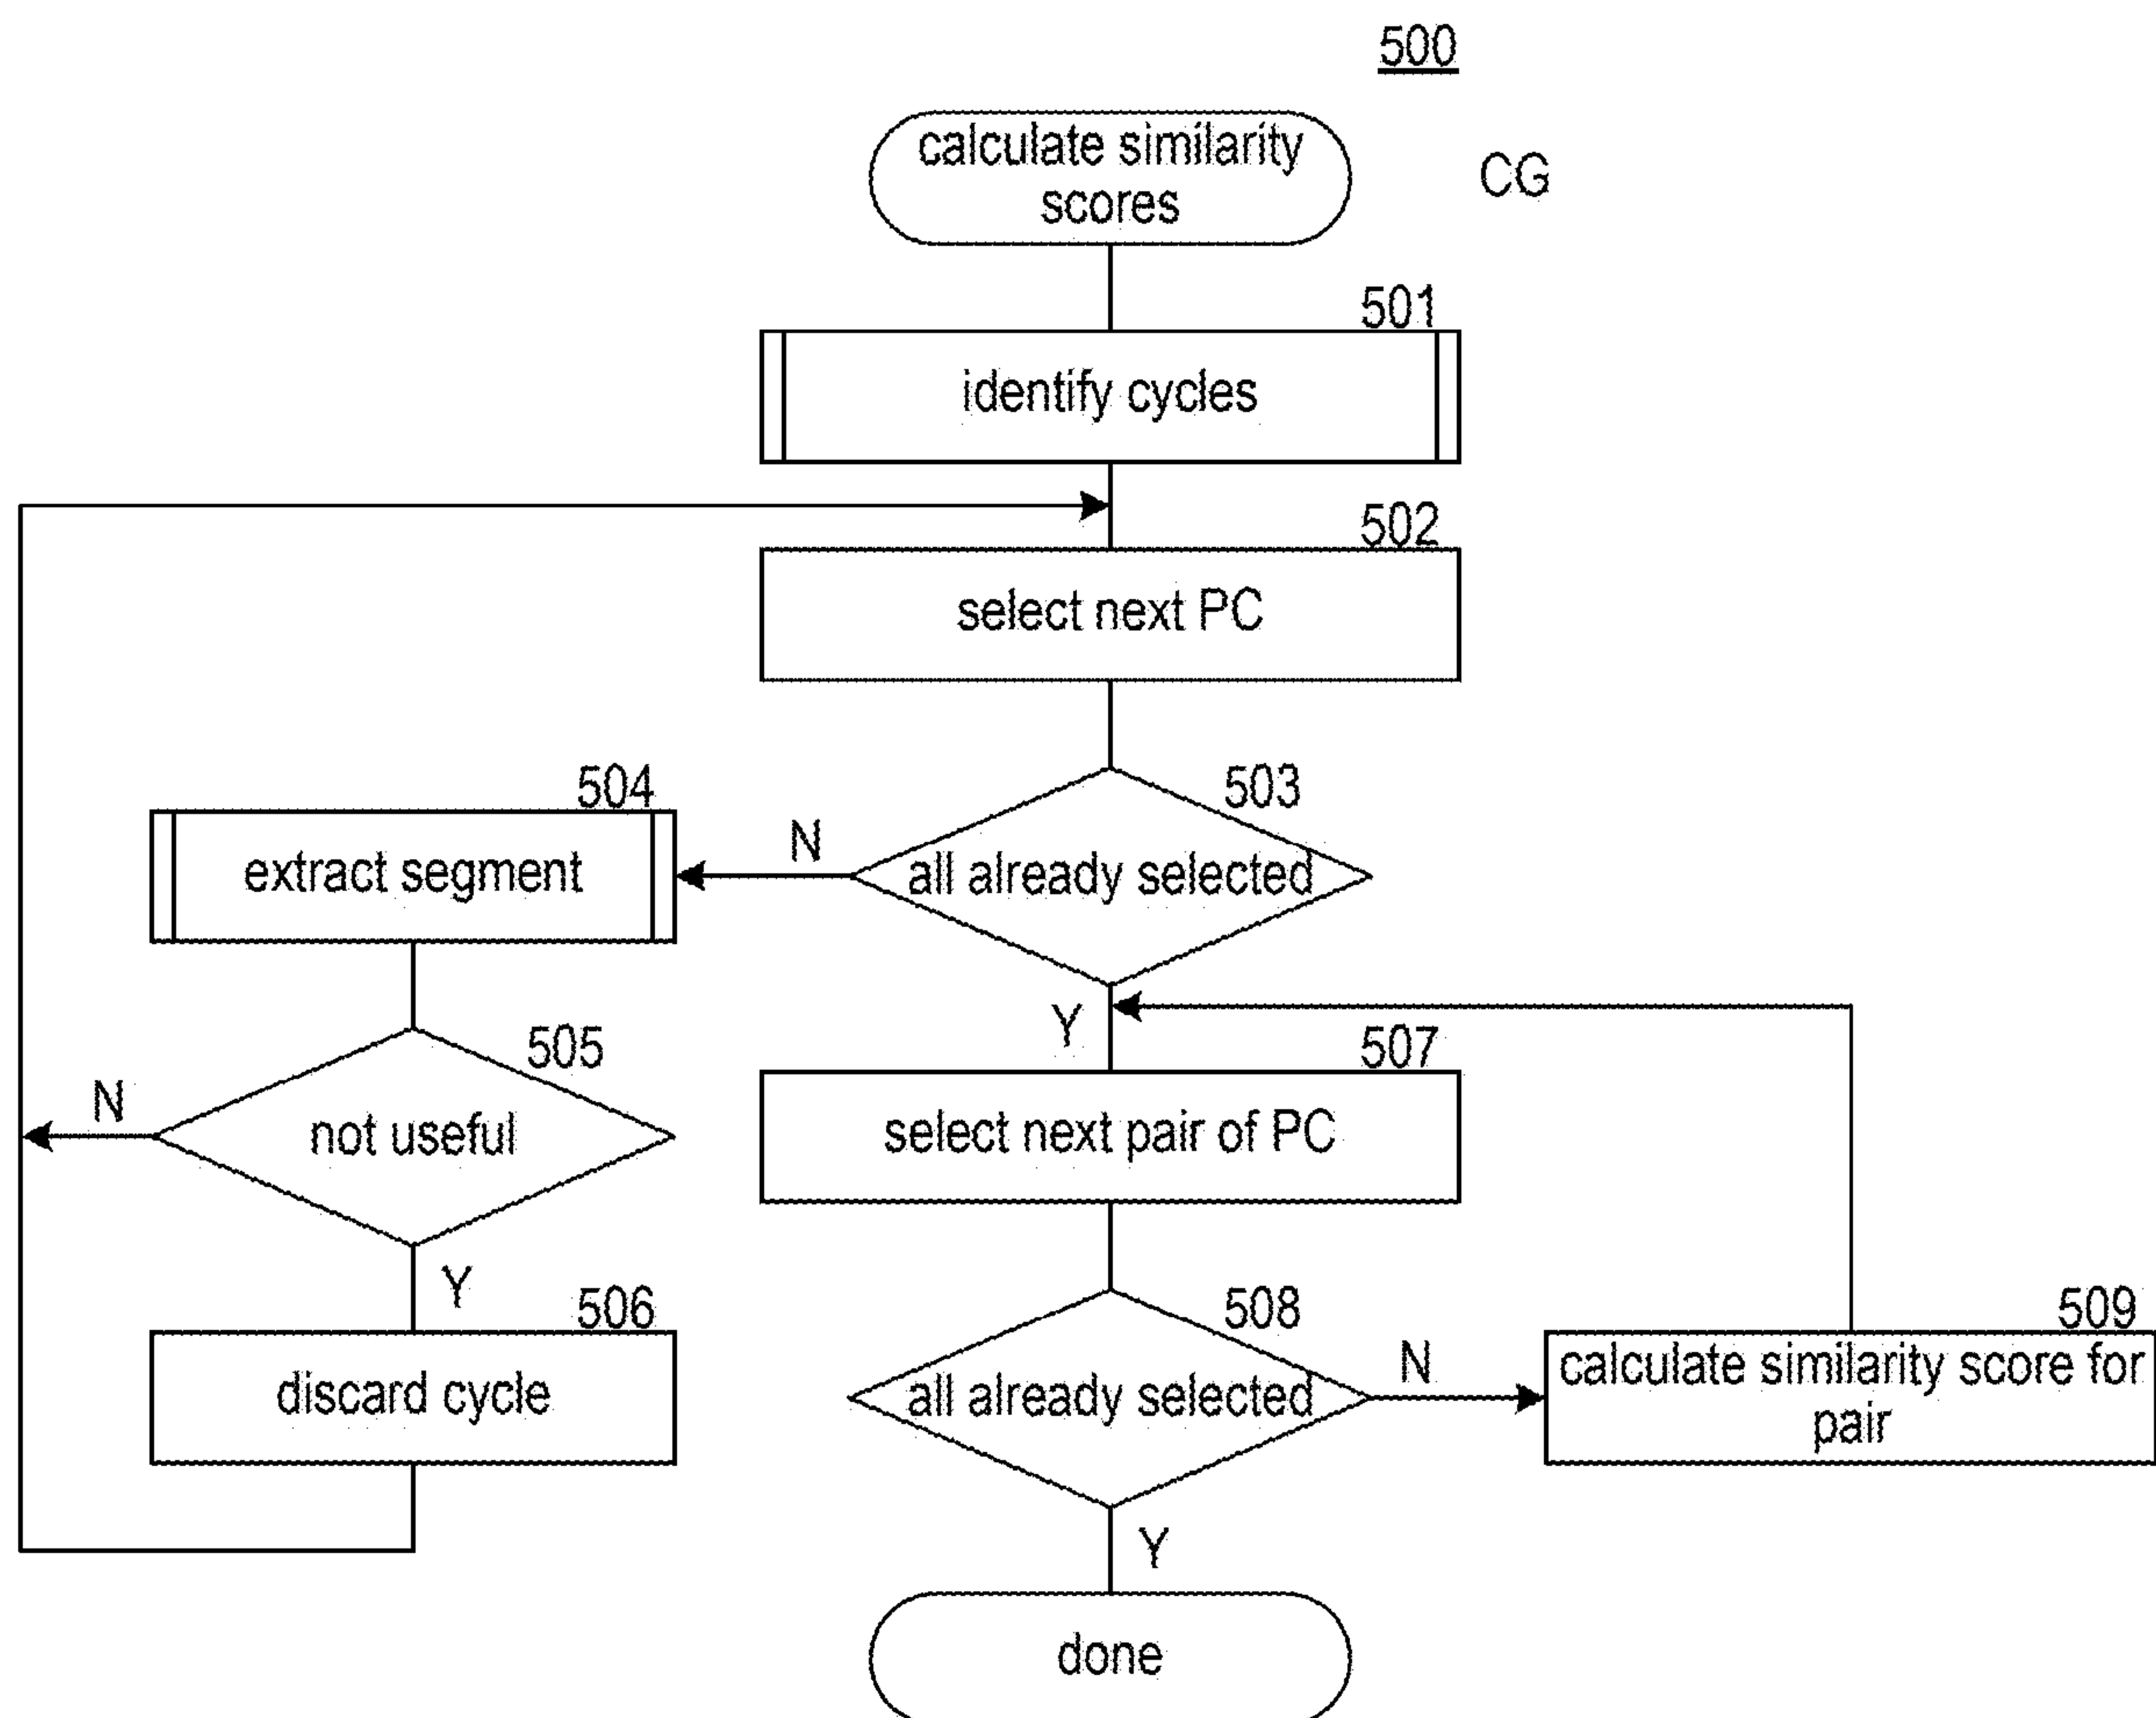 500
calculate similarity
scores
CG
501
identify cycles
502
select next PC
503
all already selected
N
504
extract segment
505
not useful
N
Y
506
discard cycle
Y
507
select next pair of PC
508
all already selected
N
509
calculate similarity score for
pair
Y
done